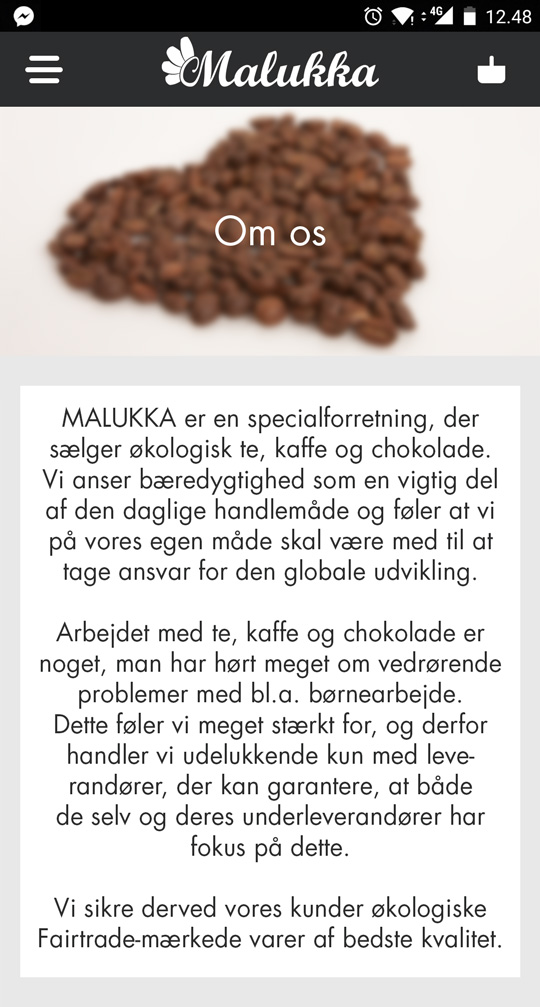 4G 12.48
Malukka
Om os
MALUKKA er en specialforretning, der
sælger økologisk te, kaffe og chokolade.
Vi anser bæredygtighed som en vigtig del
af den daglige handlemåde og føler at vi
på vores egen måde skal være med til at
tage ansvar for den globale udvikling.
Arbejdet med te, kaffe og chokolade er
noget, man har hørt meget om vedrørende
problemer med bl.a. børnearbejde.
Dette føler vi meget stærkt for, og derfor
handler vi udelukkende kun med leve-
randører, der kan garantere, at både
de selv og deres underleverandører har
fokus på dette.
Vi sikre derved vores kunder økologiske
Fairtrade-mærkede varer af bedste kvalitet.